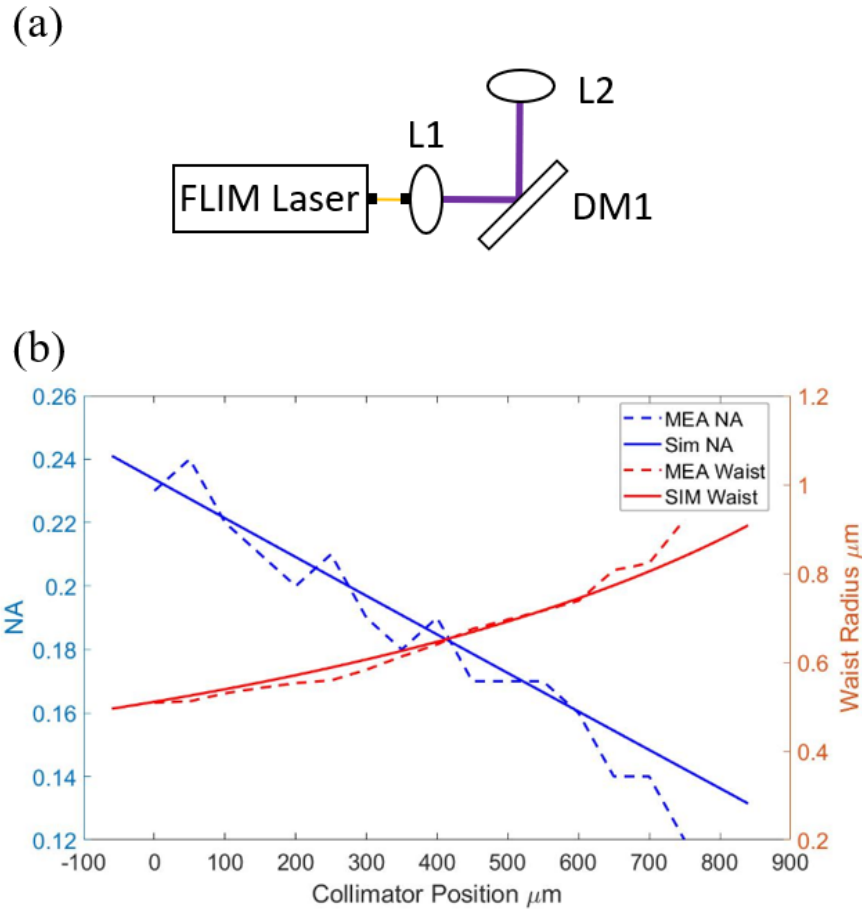 (a)
L2
L1
FLIM Laser
DM1
(b)
0.26
0.24
0.22
0.2
0.18
0.16
0.14
0.12
NA
1.2
1
0.8
0.6
0.4
0.2
Waist Radius μm
MEA NA
Sim NA
MEA Waist
SIM Waist
-100 0 100 200 300 400 500 600 700 800 900
Collimator Position μm